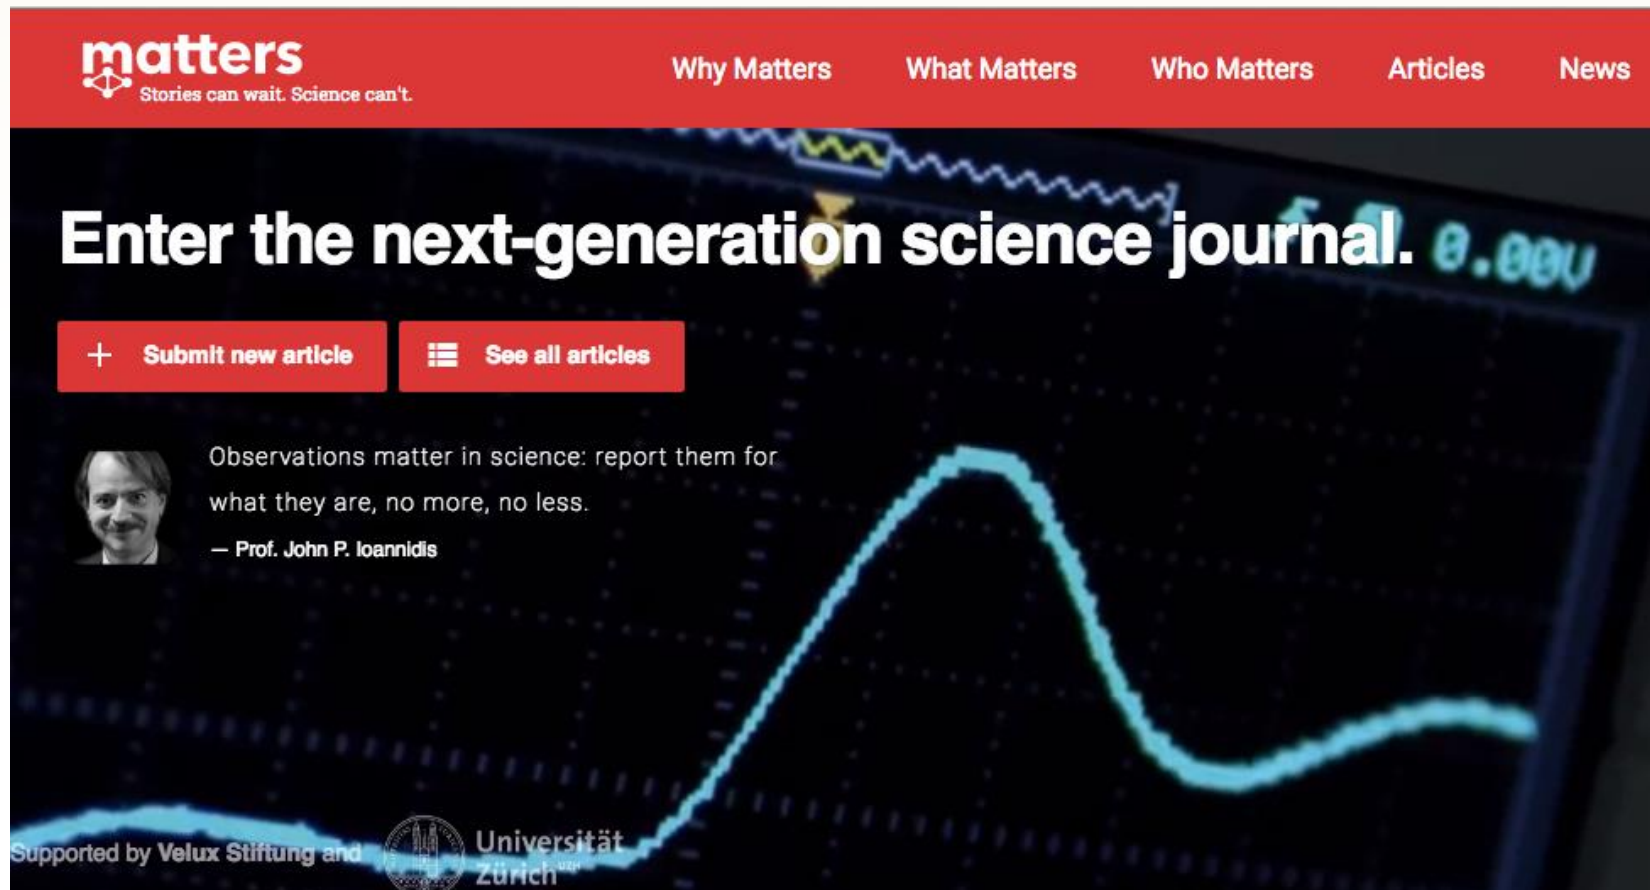 matters
Stories can wait. Science can't.
Why Matters What Matters Who Matters Articles News
Enter the next-generation science journal.
0.00V
Submit new article
See all articles
Observations matter in science: report them for
what they are, no more, no less.
— Prof. John P. Ioannidis
Supported by Velux Stiftung and
Universität
Zürich UZH